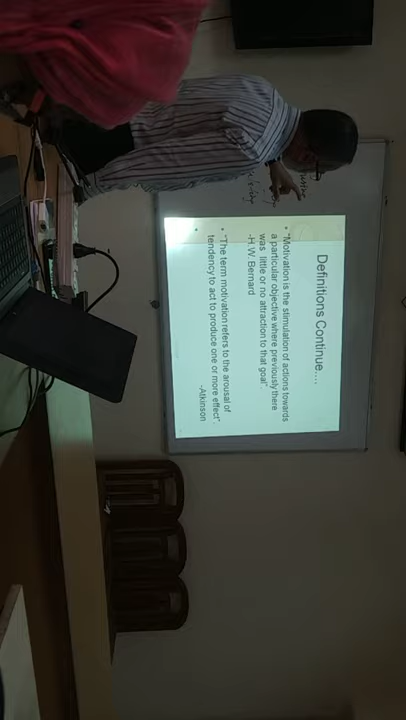 Definitions Continue....
• "Motivation is the stimulation of actions towards
a particular objective where previously there
was little or no attraction to that goal".
-H.W. Bernard
• "The term motivation refers to the arousal of
tendency to act to produce one or more effect".
-Atkinson